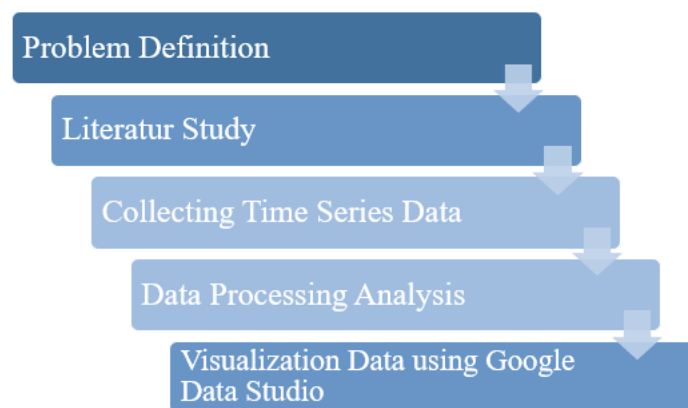 Problem Definition
Literatur Study
Collecting Time Series Data
Data Processing Analysis
Visualization Data using Google
Data Studio